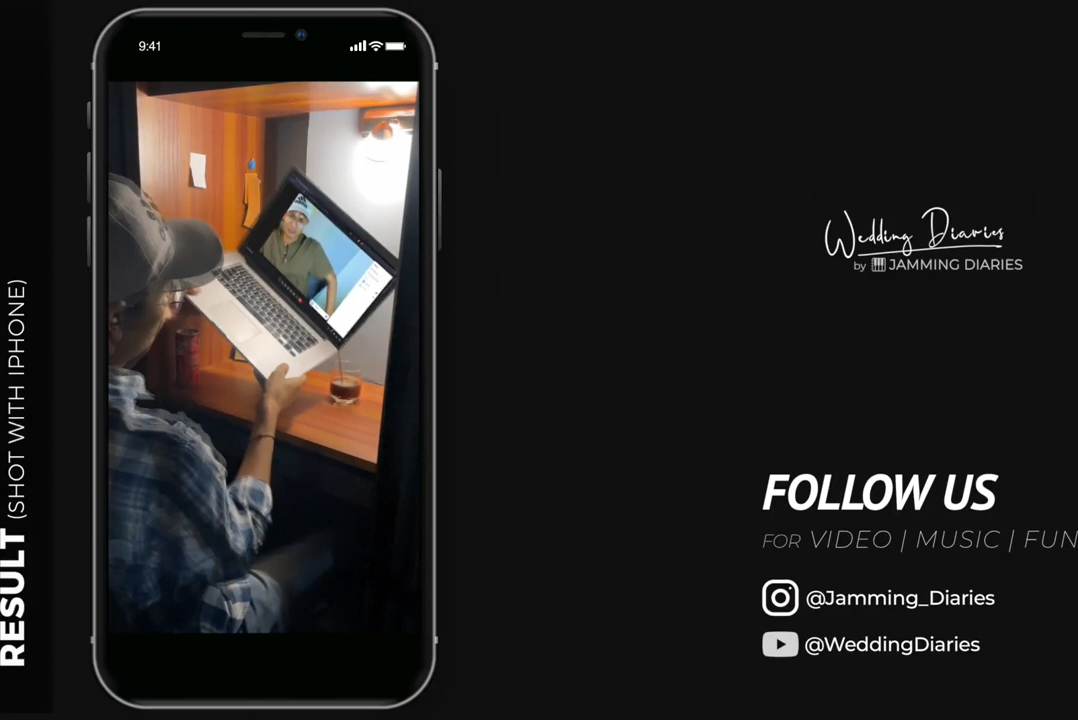 RESULT (SHOT WITH IPHONE)
9:41
Wedding Diaries
by JAMMING DIARIES
FOLLOW US
FOR VIDEO | MUSIC | FUN
@Jamming_Diaries
@WeddingDiaries